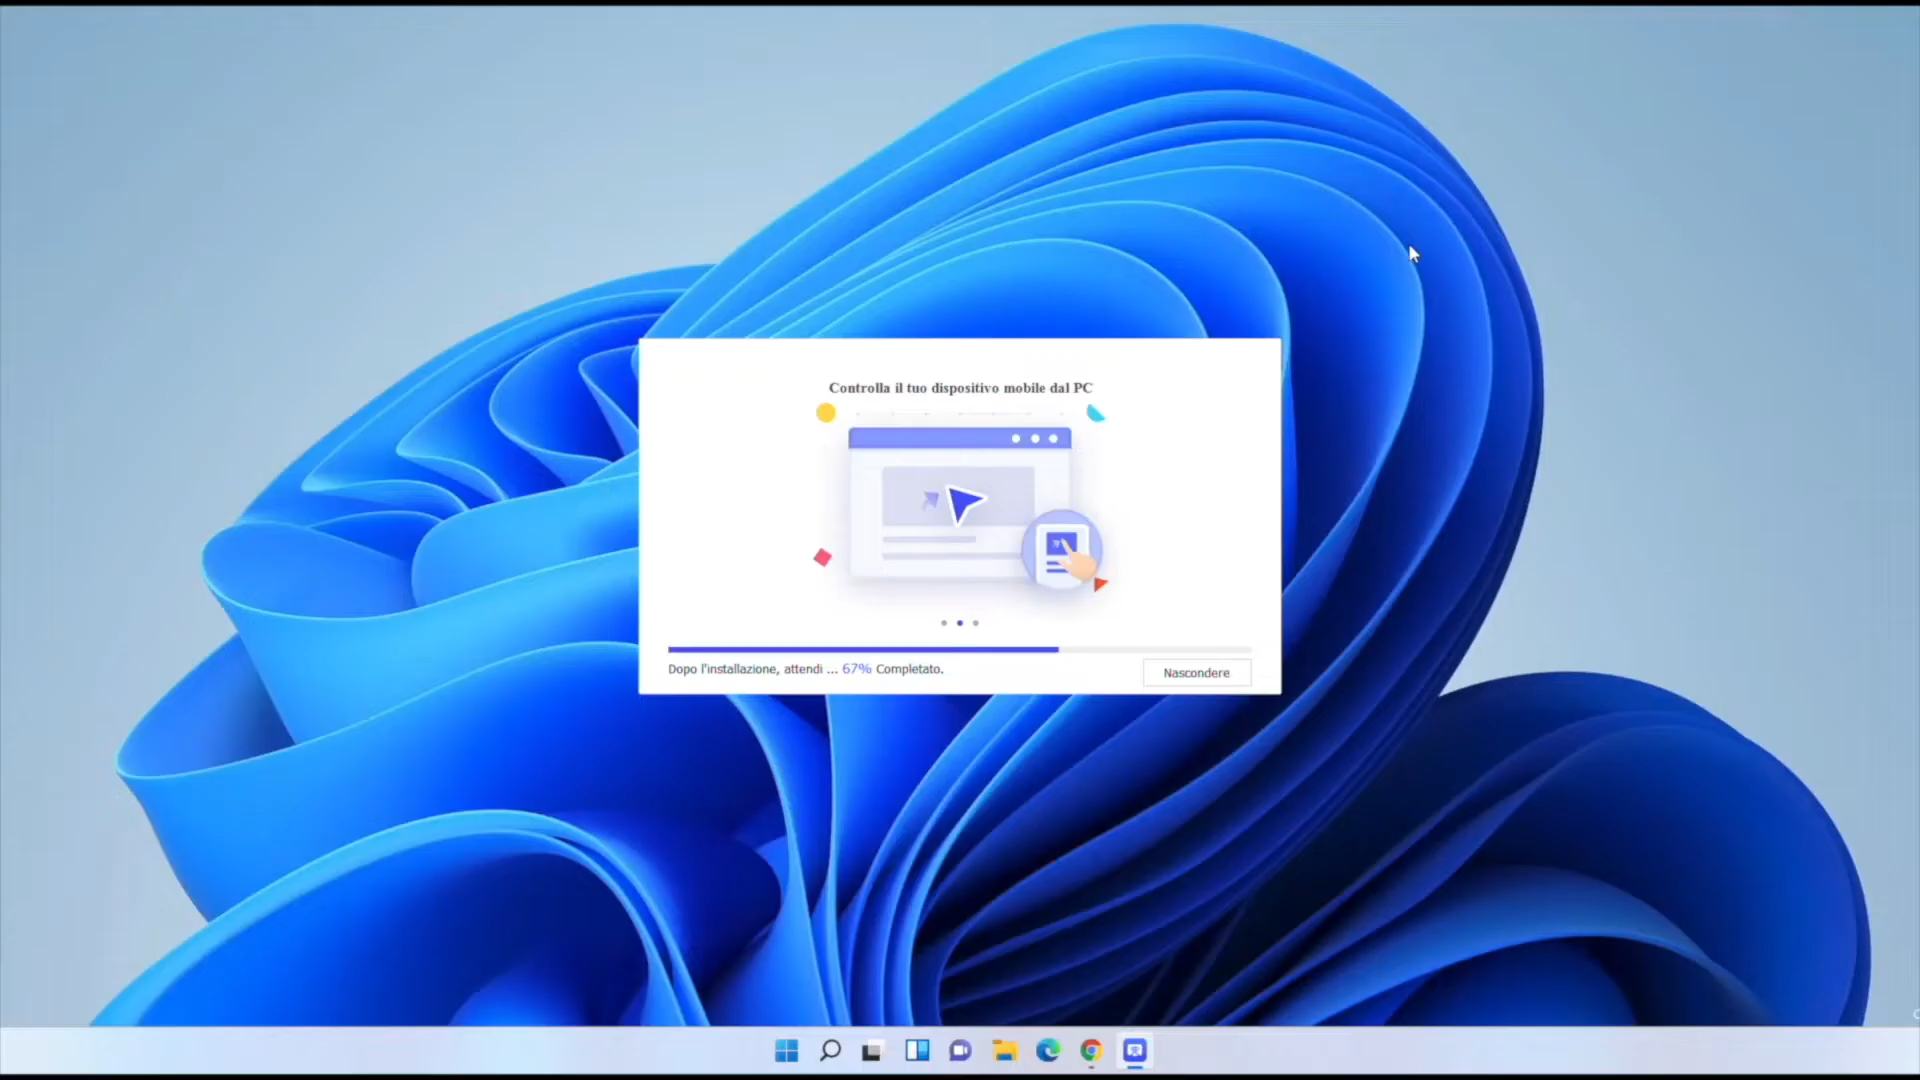 Controlla il tuo dispositivo mobile dal PC
Dopo l'installazione, attendi ... 67% Completato.
Nascondere